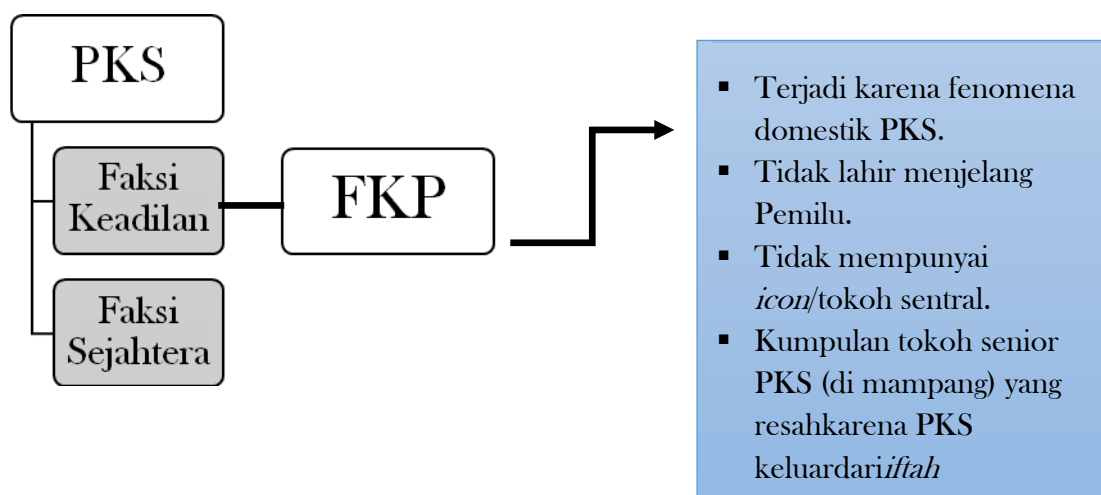 PKS
Faksi
Keadilan
FKP
Faksi
Sejahtera
▪ Terjadi karena fenomena
domestik PKS.
▪ Tidak lahir menjelang
Pemilu.
▪ Tidak mempunyai
icon/tokoh sentral.
▪ Kumpulan tokoh senior
PKS (di mampang) yang
resahkarena PKS
keluardariiftah